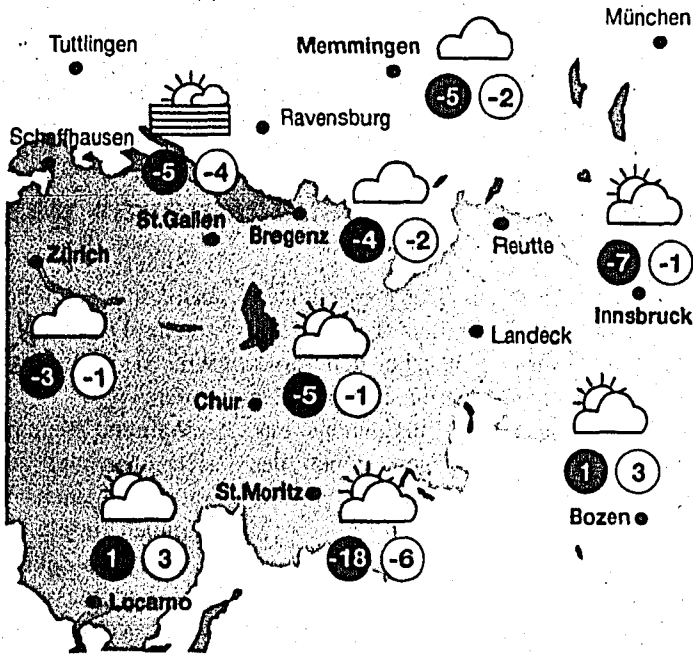 München
Tuttlingen
Memmingen
-5 -2
Ravensburg
Schaffhausen
-5 -4
St.Gallen
Bregenz
-4 -2
Reutte
Zürich
-7 -1
Innsbruck
Landeck
-3 -1
Chur
-5 -1
1 3
Bozen
St.Moritz
-18 -6
1 3
Locarno